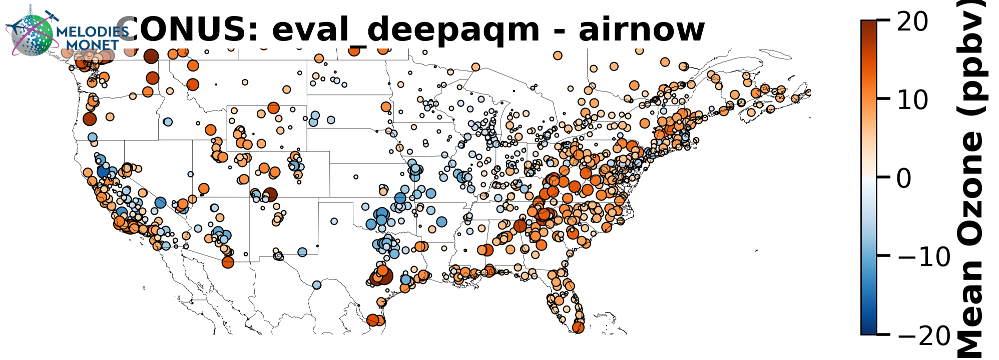 MELODIES
MONET
CONUS: eval_deepaqm - airnow
20
10
0
−10
−20
Mean Ozone (ppbv)